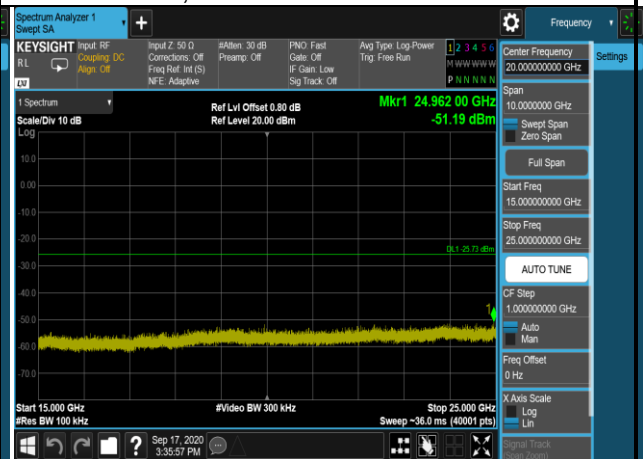 Spectrum Analyzer 1
Swept SA
+
Frequency
KEYSIGHT
RL
LXI
Input: RF
Coupling: DC
Align: Off
Input Z: 50 Ω
Corrections: Off
Freq Ref: Int (S)
NFE: Adaptive
#Atten: 30 dB
Preamp: Off
PNO: Fast
Gate: Off
IF Gain: Low
Sig Track: Off
Avg Type: Log-Power
Trig: Free Run
1 2 3 4 5 6
M W W W W W
P N N N N N
Center Frequency
20.000000000 GHz
Settings
Span
10.0000000 GHz
Swept Span
Zero Span
Full Span
Start Freq
15.000000000 GHz
Stop Freq
25.000000000 GHz
AUTO TUNE
CF Step
1.000000000 GHz
Auto
Man
Freq Offset
0 Hz
X Axis Scale
Log
Lin
Signal Track
(Span Zoom)
1 Spectrum
Scale/Div 10 dB
Ref Lvl Offset 0.80 dB
Ref Level 20.00 dBm
Mkr1 24.962 00 GHz
-51.19 dBm
Log
10.0
0.00
-10.0
-20.0
-30.0
-40.0
-50.0
-60.0
-70.0
DL1 -25.73 dBm
1
Start 15.000 GHz
#Res BW 100 kHz
#Video BW 300 kHz
Stop 25.000 GHz
Sweep ~36.0 ms (40001 pts)
?
Sep 17, 2020
3:35:57 PM